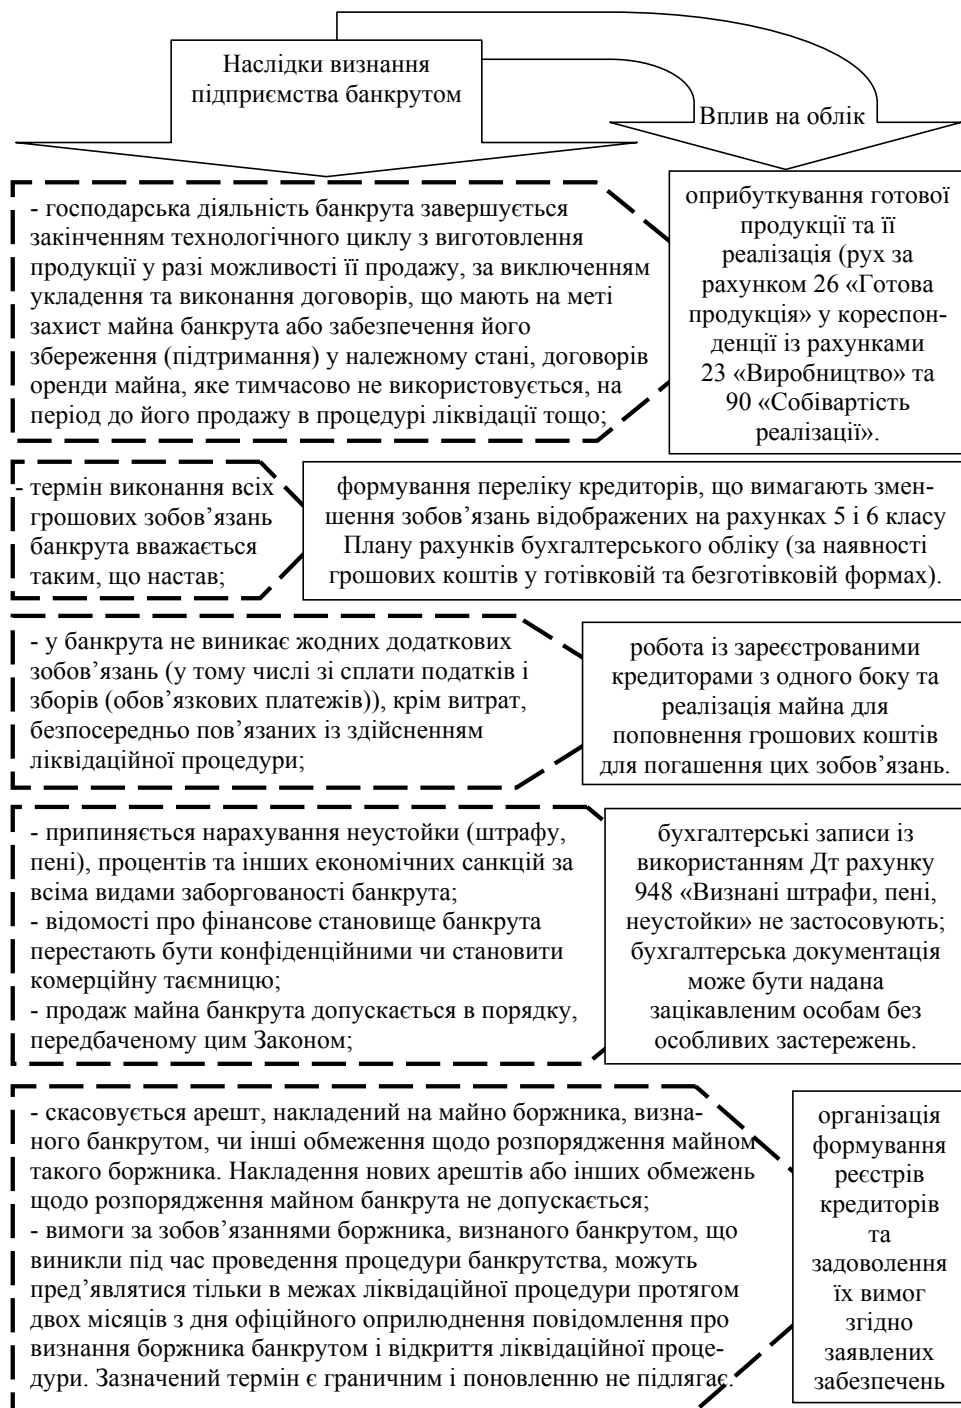 Наслідки визнання
підприємства банкрутом
Вплив на облік
- господарська діяльність банкрута завершується
закінченням технологічного циклу з виготовлення
продукції у разі можливості її продажу, за виключенням
укладення та виконання договорів, що мають на меті
захист майна банкрута або забезпечення його
збереження (підтримання) у належному стані, договорів
оренди майна, яке тимчасово не використовується, на
період до його продажу в процедурі ліквідації тощо;
оприбуткування готової
продукції та її
реалізація (рух за
рахунком 26 «Готова
продукція» у кореспон-
денції із рахунками
23 «Виробництво» та
90 «Собівартість
реалізації».
- термін виконання всіх
грошових зобов’язань
банкрута вважається
таким, що настав;
формування переліку кредиторів, що вимагають змен-
шення зобов’язань відображених на рахунках 5 і 6 класу
Плану рахунків бухгалтерського обліку (за наявності
грошових коштів у готівковій та безготівковій формах).
- у банкрута не виникає жодних додаткових
зобов’язань (у тому числі зі сплати податків і
зборів (обов’язкових платежів)), крім витрат,
безпосередньо пов’язаних із здійсненням
ліквідаційної процедури;
робота із зареєстрованими
кредиторами з одного боку та
реалізація майна для
поповнення грошових коштів
для погашення цих зобов’язань.
- припиняється нарахування неустойки (штрафу,
пені), процентів та інших економічних санкцій за
всіма видами заборгованості банкрута;
- відомості про фінансове становище банкрута
перестають бути конфіденційними чи становити
комерційну таємницю;
- продаж майна банкрута допускається в порядку,
передбаченому цим Законом;
бухгалтерські записи із
використанням Дт рахунку
948 «Визнані штрафи, пені,
неустойки» не застосовують;
бухгалтерська документація
може бути надана
зацікавленим особам без
особливих застережень.
- скасовується арешт, накладений на майно боржника, визна-
ного банкрутом, чи інші обмеження щодо розпорядження майном
такого боржника. Накладення нових арештів або інших обмежень
щодо розпорядження майном банкрута не допускається;
- вимоги за зобов’язаннями боржника, визнаного банкрутом, що
виникли під час проведення процедури банкрутства, можуть
пред’являтися тільки в межах ліквідаційної процедури протягом
двох місяців з дня офіційного оприлюднення повідомлення про
визнання боржника банкрутом і відкриття ліквідаційної проце-
дури. Зазначений термін є граничним і поновленню не підлягає.
організація
формування
реєстрів
кредиторів
та
задоволення
їх вимог
згідно
заявлених
забезпечень